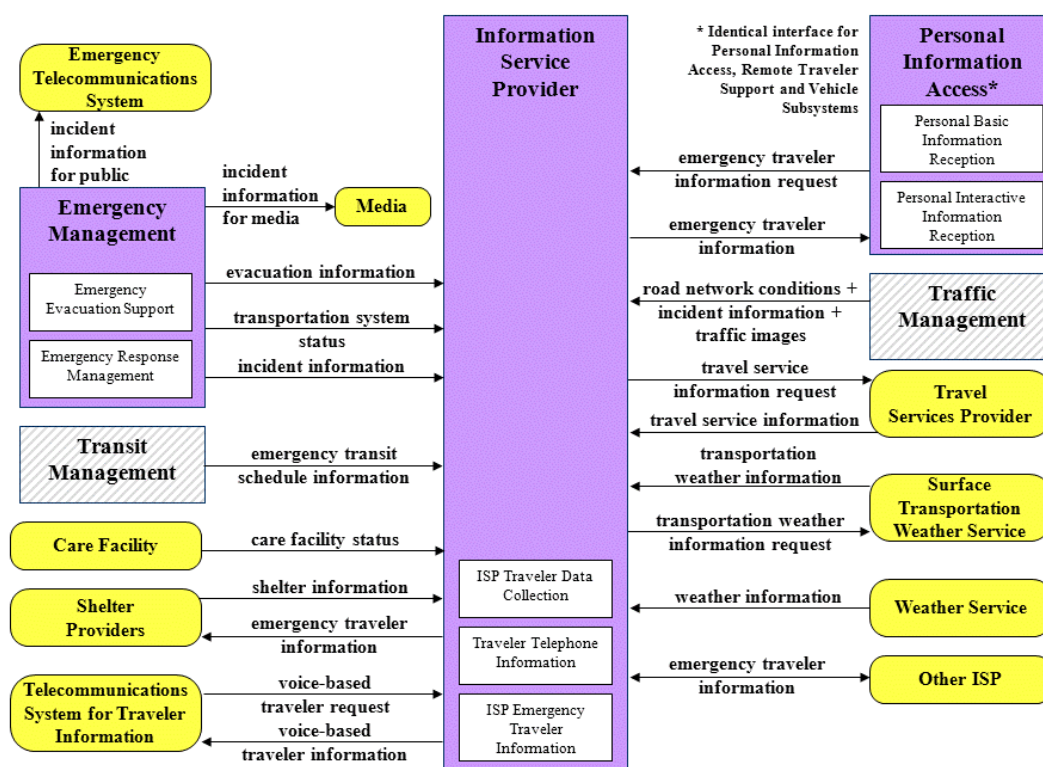 Emergency
Telecommunications
System
incident
information
for public
incident
information
for media
Media
Emergency
Management
Emergency
Evacuation Support
Emergency Response
Management
evacuation information
transportation system
status
incident information
Transit
Management
emergency transit
schedule information
Care Facility
care facility status
Shelter
Providers
shelter information
emergency traveler
information
Telecommunications
System for Traveler
Information
voice-based
traveler request
voice-based
traveler information
Information
Service
Provider
ISP Traveler Data
Collection
Traveler Telephone
Information
ISP Emergency
Traveler
Information
* Identical interface for
Personal Information
Access, Remote Traveler
Support and Vehicle
Subsystems
Personal
Information
Access*
Personal Basic
Information
Reception
Personal Interactive
Information
Reception
emergency traveler
information request
emergency traveler
information
road network conditions +
incident information +
traffic images
Traffic
Management
travel service
information request
travel service information
Travel
Services Provider
transportation
weather information
transportation weather
information request
Surface
Transportation
Weather Service
weather information
Weather Service
emergency traveler
information
Other ISP